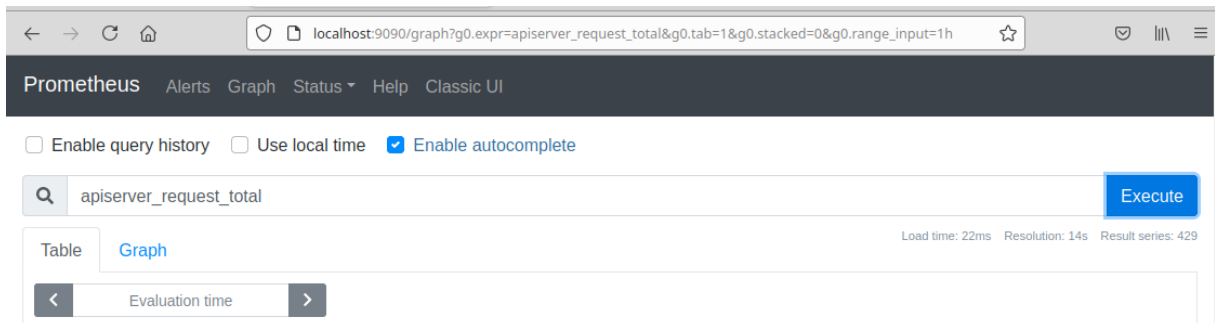 localhost:9090/graph?g0.expr=apiserver_request_total&g0.tab=1&g0.stacked=0&g0.range_input=1h
Prometheus Alerts Graph Status Help Classic UI
Enable query history Use local time Enable autocomplete
apiserver_request_total Execute
Load time: 22ms Resolution: 14s Result series: 429
Table Graph
Evaluation time